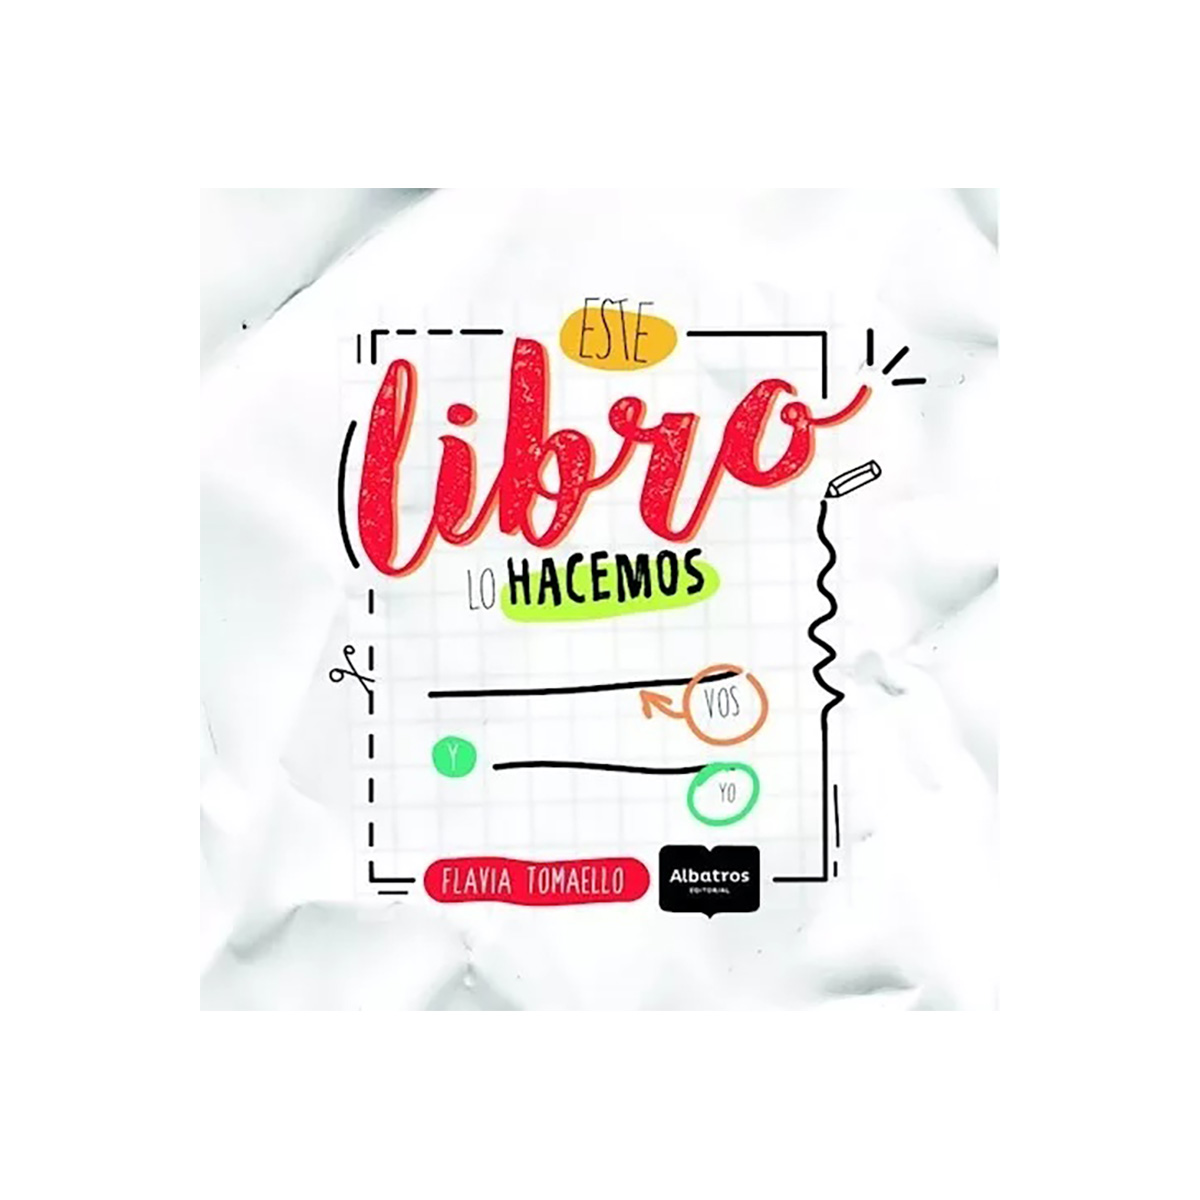 ESTE
libro
LO HACEMOS
VOS
Y
YO
FLAVIA TOMAELLO
Albatros
EDITORIAL